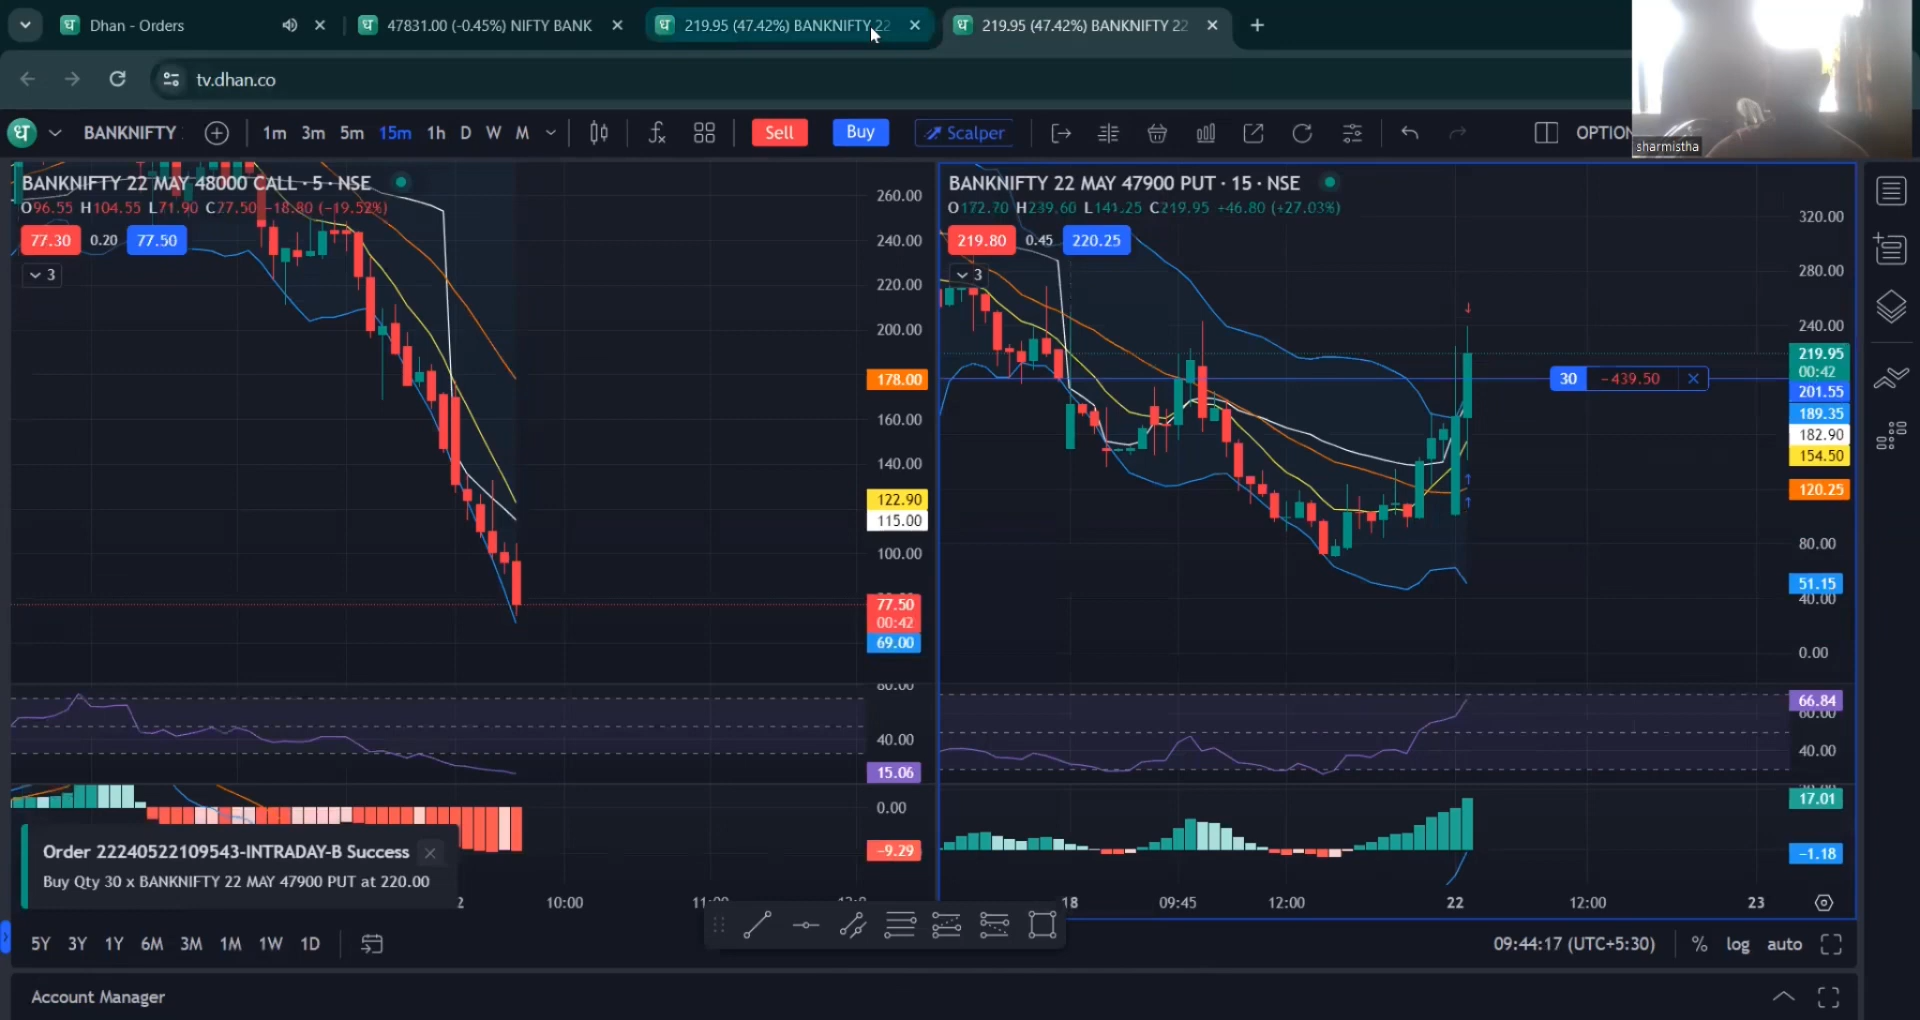 Dhan - Orders
47831.00 (-0.45%) NIFTY BANK
219.95 (47.42%) BANKNIFTY 22
219.95 (47.42%) BANKNIFTY 22
tv.dhan.co
sharmistha
BANKNIFTY
1m 3m 5m 15m 1h D W M
Sell
Buy
Scalper
BANKNIFTY 22 MAY 48000 CALL · 5 · NSE
O96.55 H104.55 L71.90 C77.50 −18.80 (−19.52%)
77.30 0.20 77.50
3
260.00
240.00
220.00
200.00
178.00
160.00
140.00
122.90
115.00
100.00
77.50
00:42
69.00
40.00
15.06
0.00
−9.29
BANKNIFTY 22 MAY 47900 PUT · 15 · NSE
O172.70 H239.60 L141.25 C219.95 +46.80 (+27.03%)
219.80 0.45 220.25
3
30 −439.50
320.00
280.00
240.00
219.95
00:42
201.55
189.35
182.90
154.50
120.25
80.00
51.15
40.00
0.00
66.84
60.00
40.00
17.01
−1.18
Order 22240522109543-INTRADAY-B Success
Buy Qty 30 x BANKNIFTY 22 MAY 47900 PUT at 220.00
10:00
18 09:45 12:00 22 12:00 23
5Y 3Y 1Y 6M 3M 1M 1W 1D
09:44:17 (UTC+5:30) % log auto
Account Manager